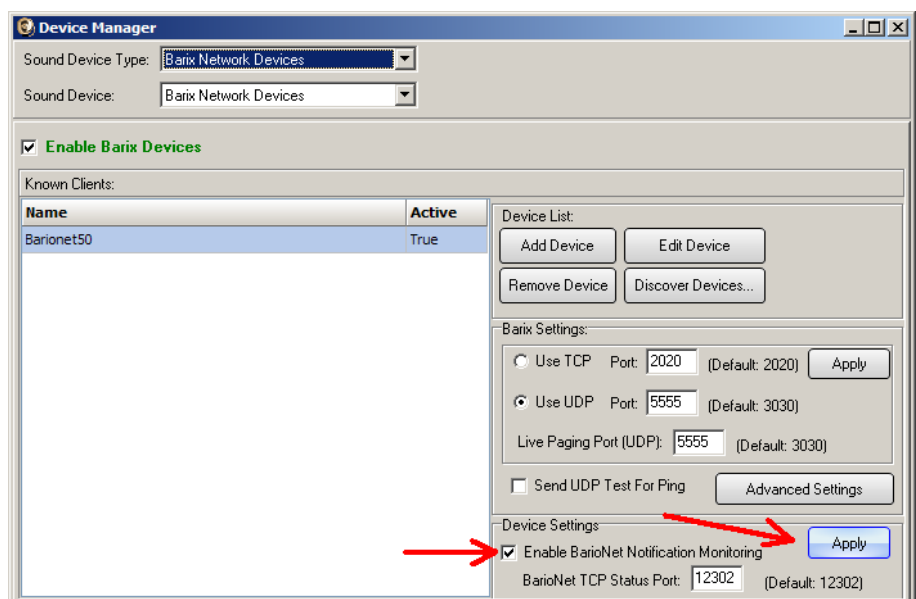 Device Manager
Sound Device Type: Barix Network Devices
Sound Device: Barix Network Devices
Enable Barix Devices
Known Clients:
Name Active
Barionet50 True
Device List:
Add Device Edit Device
Remove Device Discover Devices...
Barix Settings:
Use TCP Port: 2020 (Default: 2020) Apply
Use UDP Port: 5555 (Default: 3030)
Live Paging Port (UDP): 5555 (Default: 3030)
Send UDP Test For Ping Advanced Settings
Device Settings
Enable BarioNet Notification Monitoring Apply
BarioNet TCP Status Port: 12302 (Default: 12302)